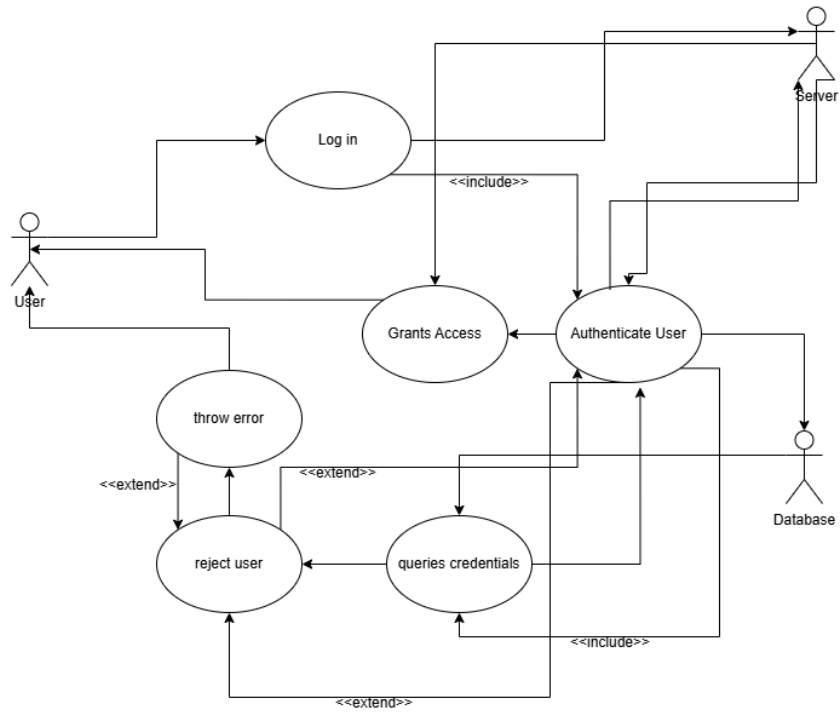 Server
Log in
<<include>>
User
Grants Access
Authenticate User
throw error
<<extend>>
<<extend>>
Database
reject user
queries credentials
<<include>>
<<extend>>